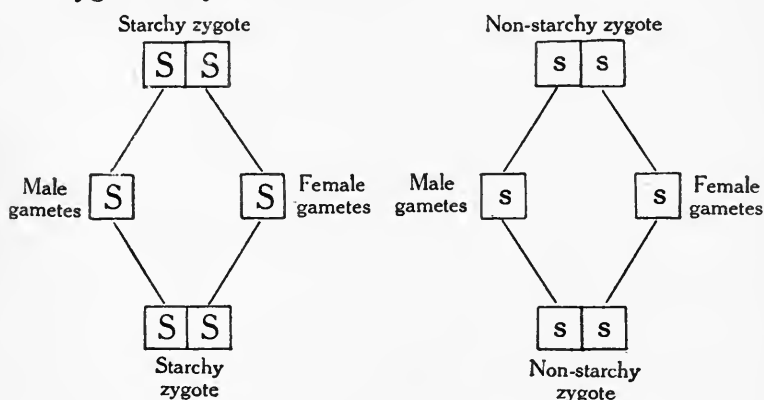 Starchy zygote
S S
Male
gametes
S
S
Female
gametes
S S
Starchy
zygote
Non-starchy zygote
s s
Male
gametes
s
s
Female
gametes
s s
Non-starchy
zygote